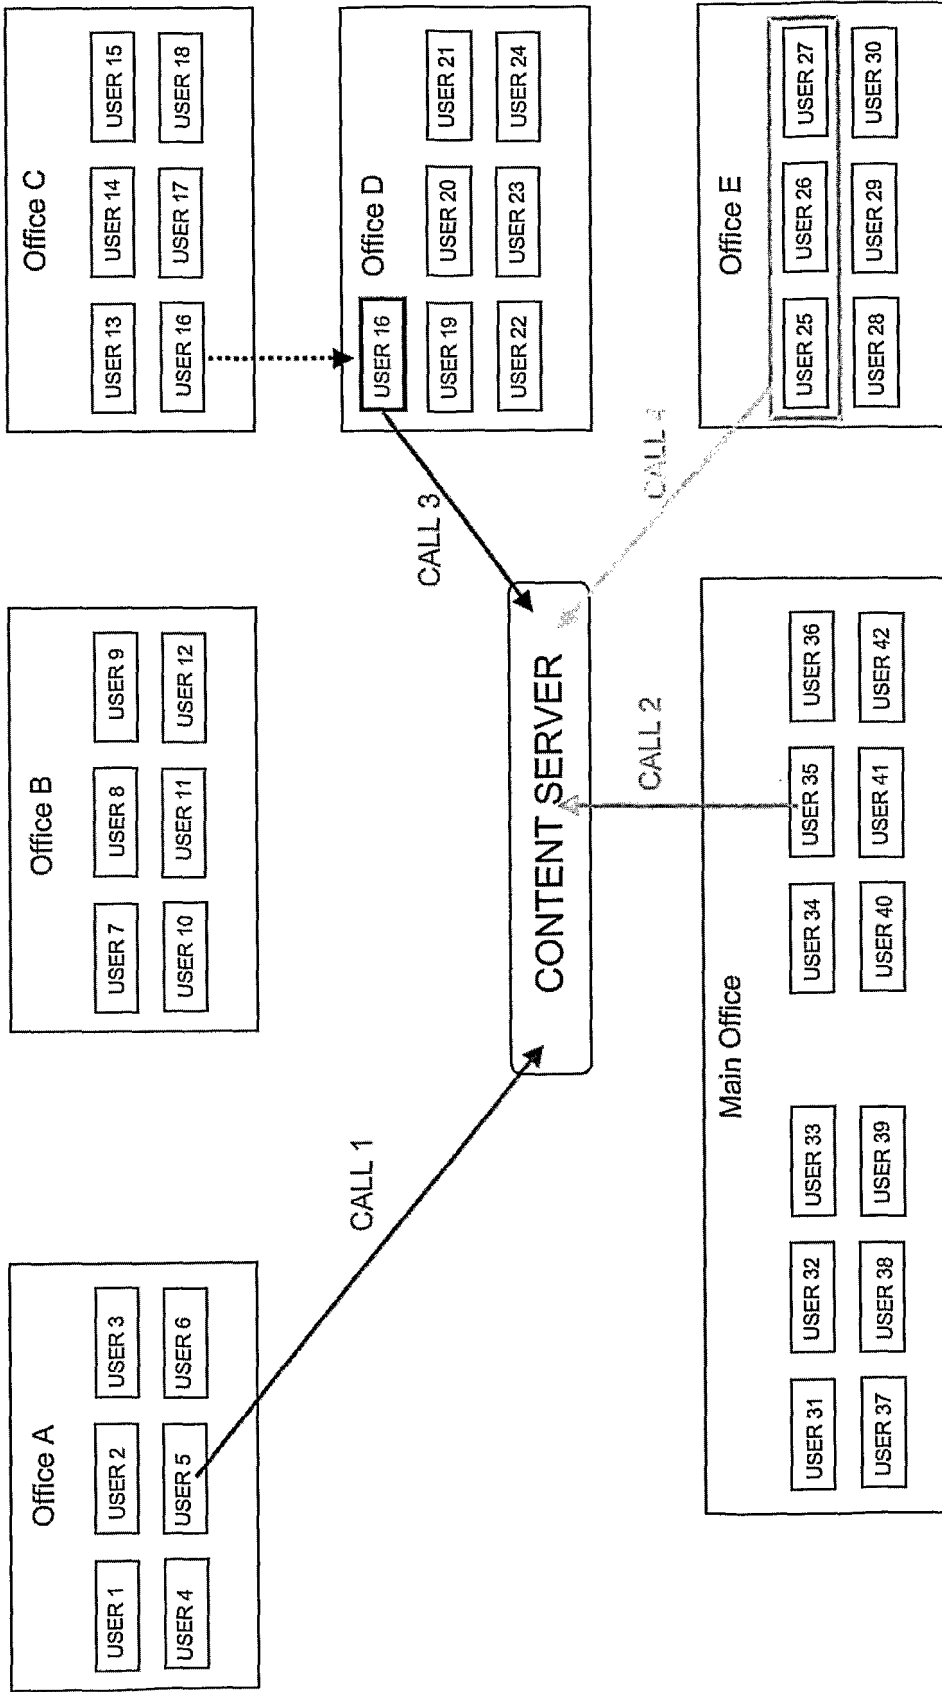 Office A
USER 1
USER 2
USER 3
USER 4
USER 5
USER 6
Office B
USER 7
USER 8
USER 9
USER 10
USER 11
USER 12
Office C
USER 13
USER 14
USER 15
USER 16
USER 17
USER 18
CALL 1
CONTENT SERVER
CALL 3
USER 16
Office D
USER 19
USER 20
USER 21
USER 22
USER 23
USER 24
CALL 2
CALL 4
Main Office
USER 31
USER 32
USER 33
USER 34
USER 35
USER 36
USER 37
USER 38
USER 39
USER 40
USER 41
USER 42
Office E
USER 25
USER 26
USER 27
USER 28
USER 29
USER 30